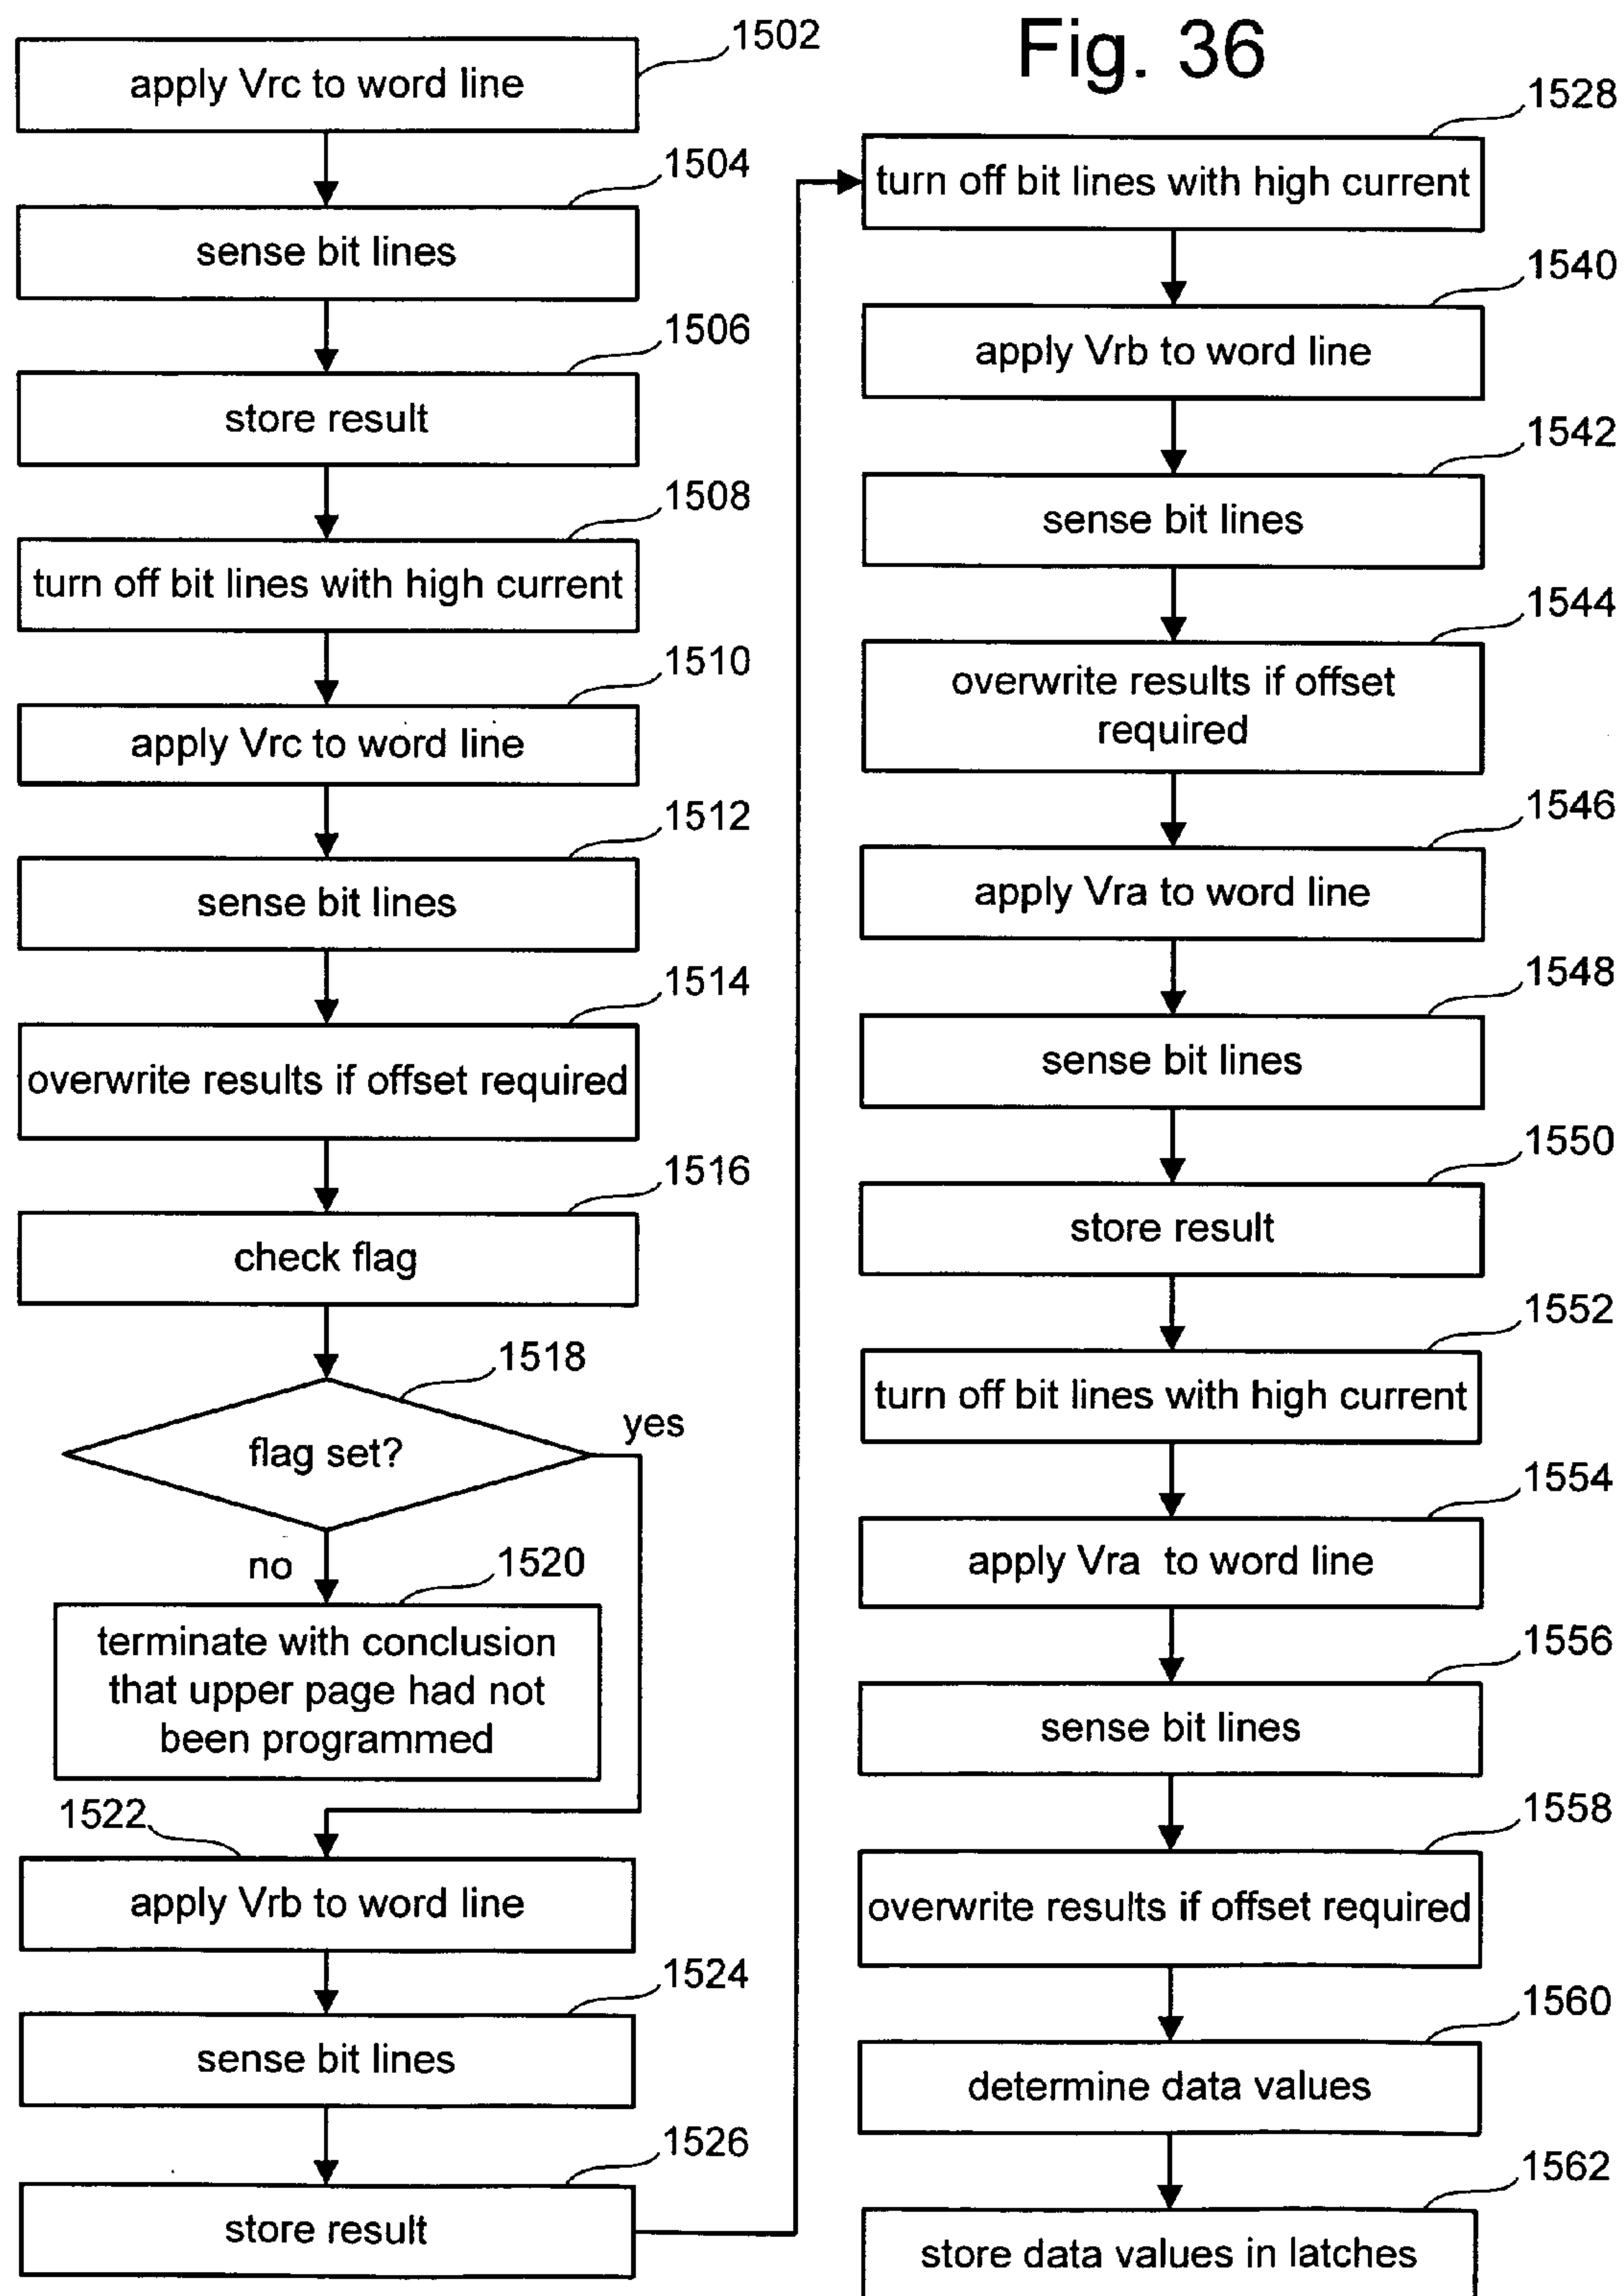 Fig. 36
1502
apply Vrc to word line
1504
sense bit lines
1506
store result
1508
turn off bit lines with high current
1510
apply Vrc to word line
1512
sense bit lines
1514
overwrite results if offset required
1516
check flag
1518
flag set?
yes
no
1520
terminate with conclusion
that upper page had not
been programmed
1522
apply Vrb to word line
1524
sense bit lines
1526
store result
1528
turn off bit lines with high current
1540
apply Vrb to word line
1542
sense bit lines
1544
overwrite results if offset
required
1546
apply Vra to word line
1548
sense bit lines
1550
store result
1552
turn off bit lines with high current
1554
apply Vra to word line
1556
sense bit lines
1558
overwrite results if offset required
1560
determine data values
1562
store data values in latches